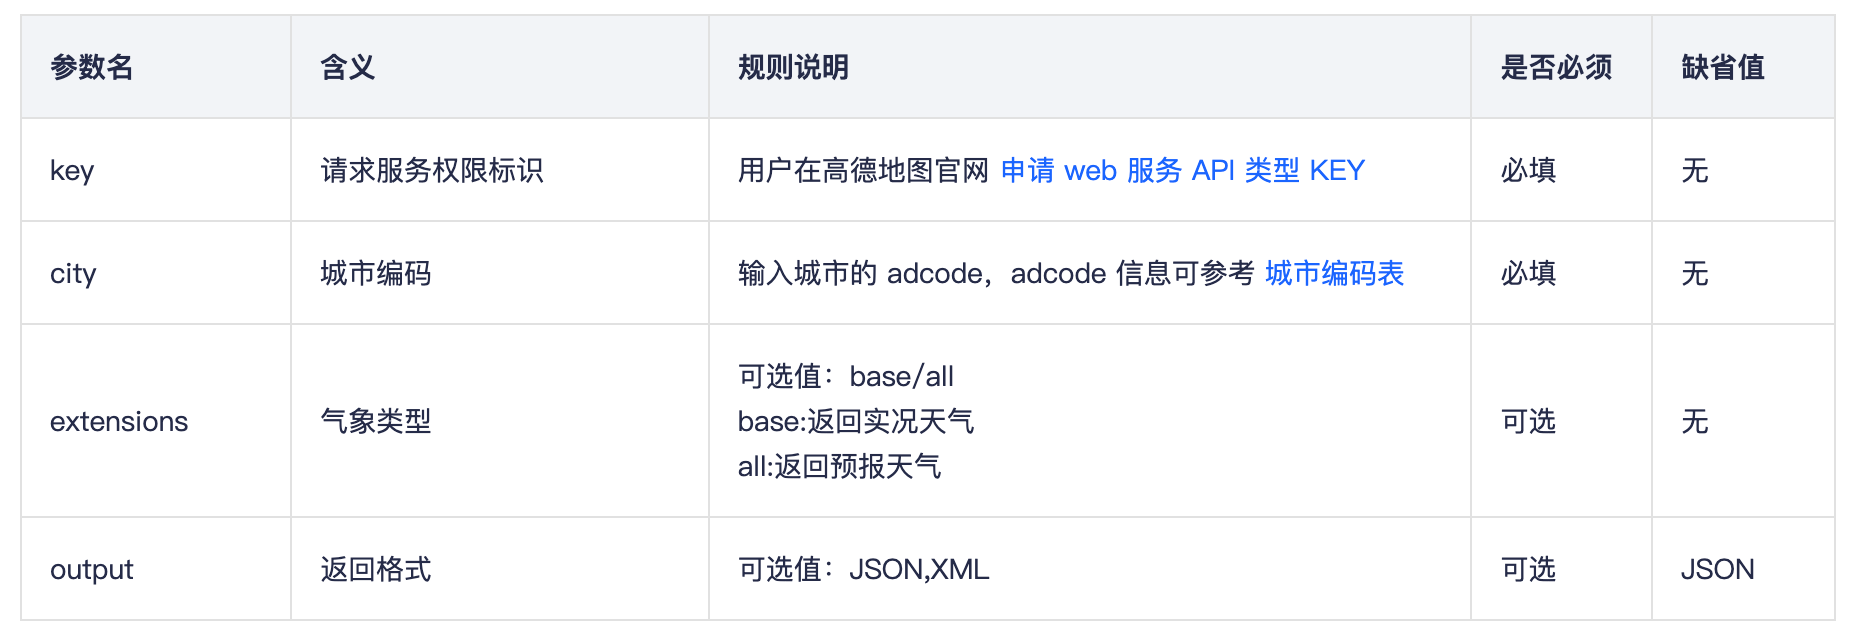 参数名 含义 规则说明 是否必须 缺省值
key 请求服务权限标识 用户在高德地图官网 申请 web 服务 API 类型 KEY 必填 无
city 城市编码 输入城市的 adcode，adcode 信息可参考 城市编码表 必填 无
extensions 气象类型 可选值：base/all
base:返回实况天气
all:返回预报天气 可选 无
output 返回格式 可选值：JSON,XML 可选 JSON